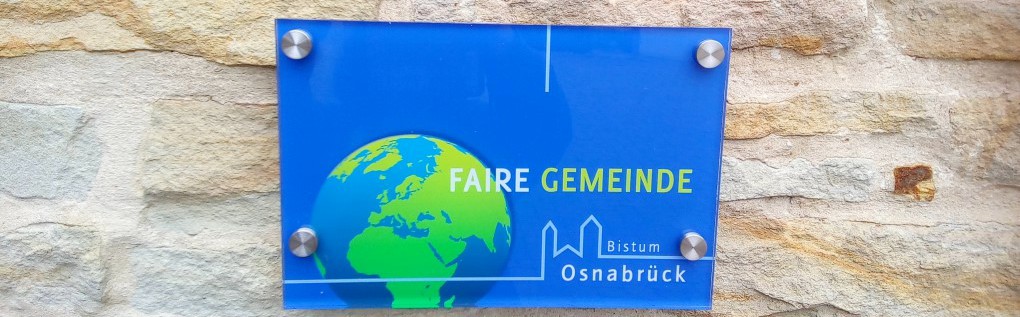 FAIRE GEMEINDE
Bistum
Osnabrück